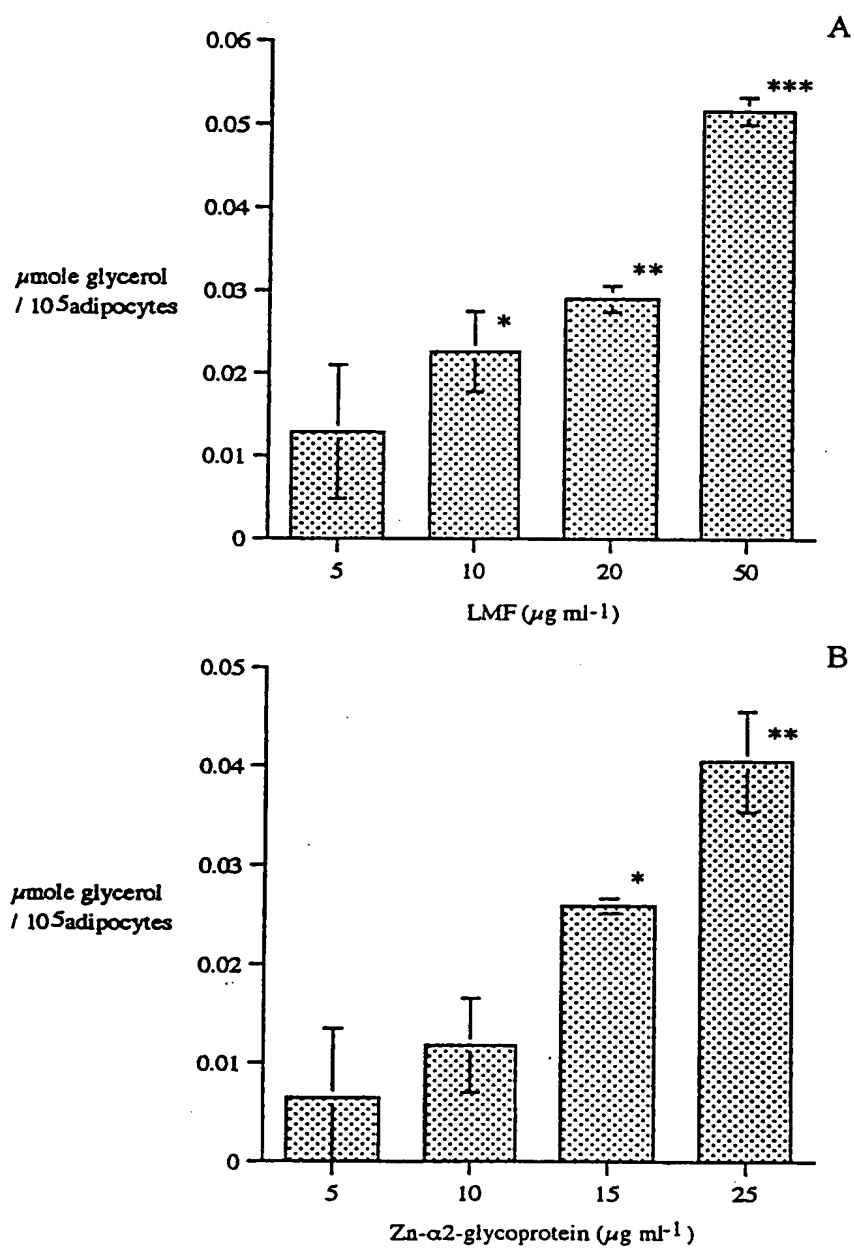 A
0.06
0.05
0.04
0.03
0.02
0.01
0
***
**
*
µmole glycerol
/ 10⁵adipocytes
5 10 20 50
LMF (µg ml⁻¹)
B
0.05
0.04
0.03
0.02
0.01
0
**
*
µmole glycerol
/ 10⁵adipocytes
5 10 15 25
Zn-α2-glycoprotein (µg ml⁻¹)